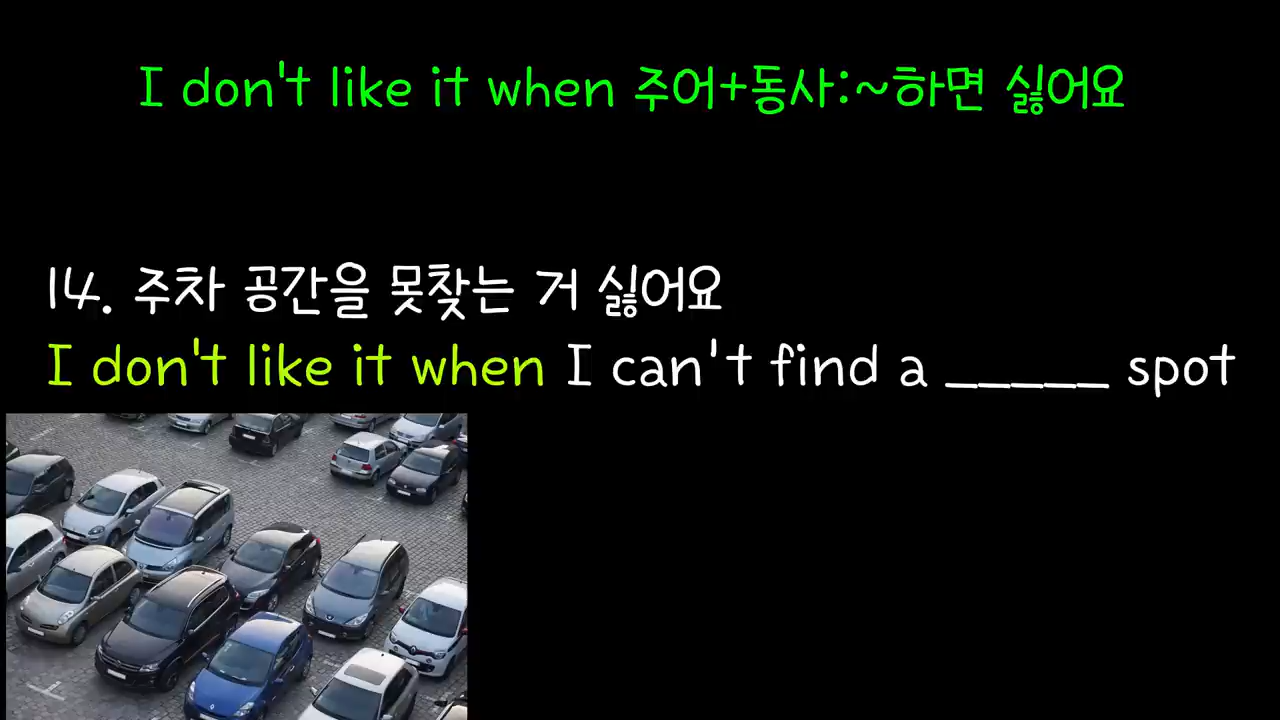 I don't like it when 주어+동사:~하면 싫어요
14. 주차 공간을 못찾는 거 싫어요
I don't like it when I can't find a _____ spot